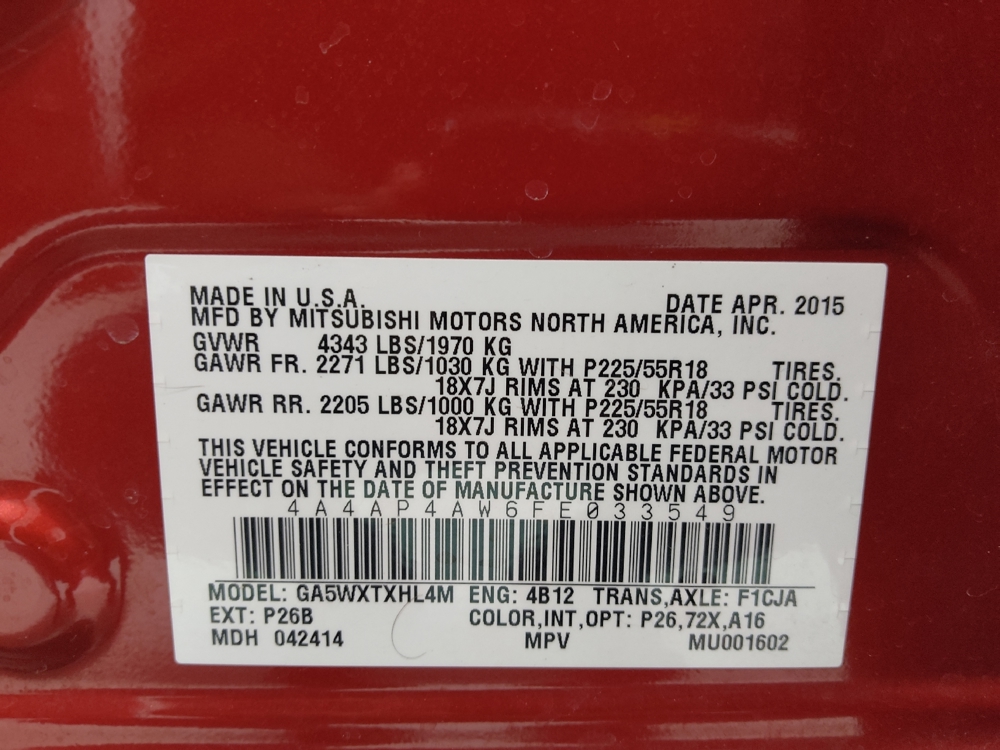 MADE IN U.S.A. DATE APR. 2015
MFD BY MITSUBISHI MOTORS NORTH AMERICA, INC.
GVWR 4343 LBS/1970 KG
GAWR FR. 2271 LBS/1030 KG WITH P225/55R18 TIRES.
18X7J RIMS AT 230 KPA/33 PSI COLD.
GAWR RR. 2205 LBS/1000 KG WITH P225/55R18 TIRES.
18X7J RIMS AT 230 KPA/33 PSI COLD.
THIS VEHICLE CONFORMS TO ALL APPLICABLE FEDERAL MOTOR
VEHICLE SAFETY AND THEFT PREVENTION STANDARDS IN
EFFECT ON THE DATE OF MANUFACTURE SHOWN ABOVE.
4A4AP4AW6FE033549
MODEL: GA5WXTXHL4M ENG: 4B12 TRANS,AXLE: F1CJA
EXT: P26B COLOR,INT,OPT: P26,72X,A16
MDH 042414 MPV MU001602